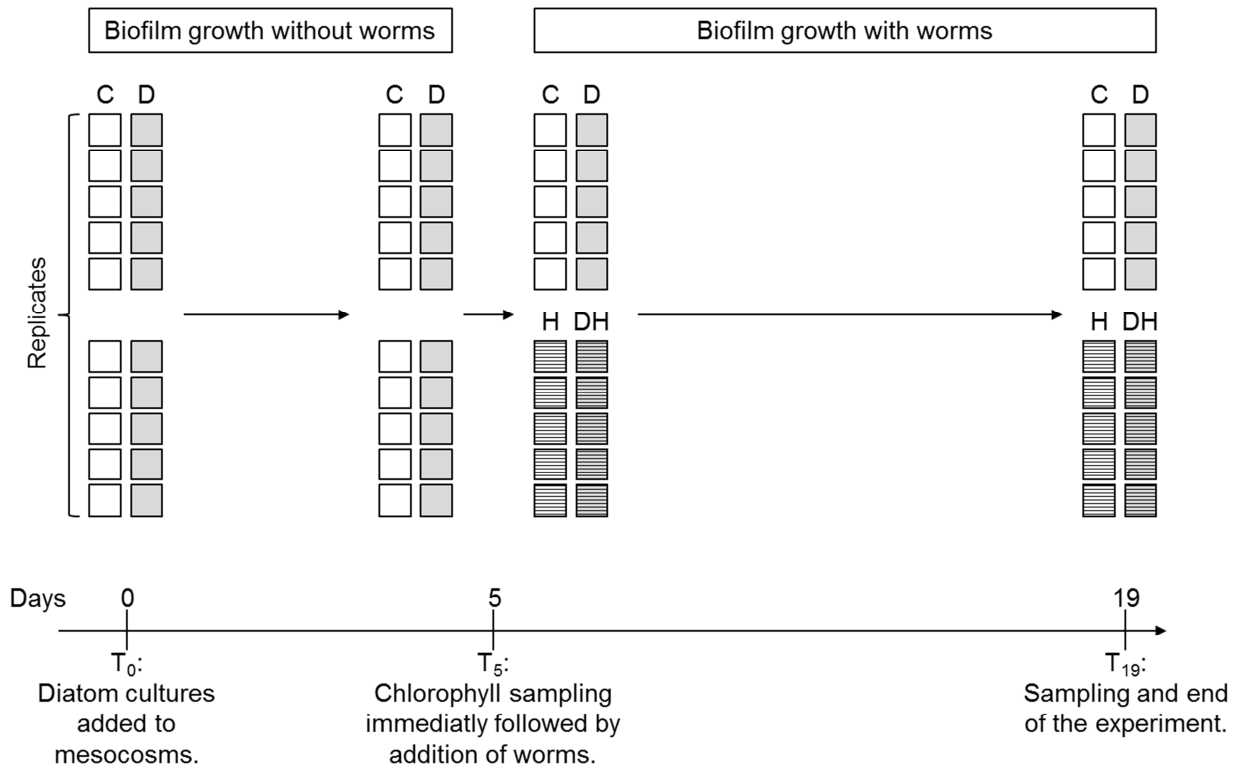 Biofilm growth without worms
Biofilm growth with worms
C D
C D
C D
C D
Replicates
H DH
H DH
Days
0
5
19
T0:
Diatom cultures
added to
mesocosms.
T5:
Chlorophyll sampling
immediatly followed by
addition of worms.
T19:
Sampling and end
of the experiment.